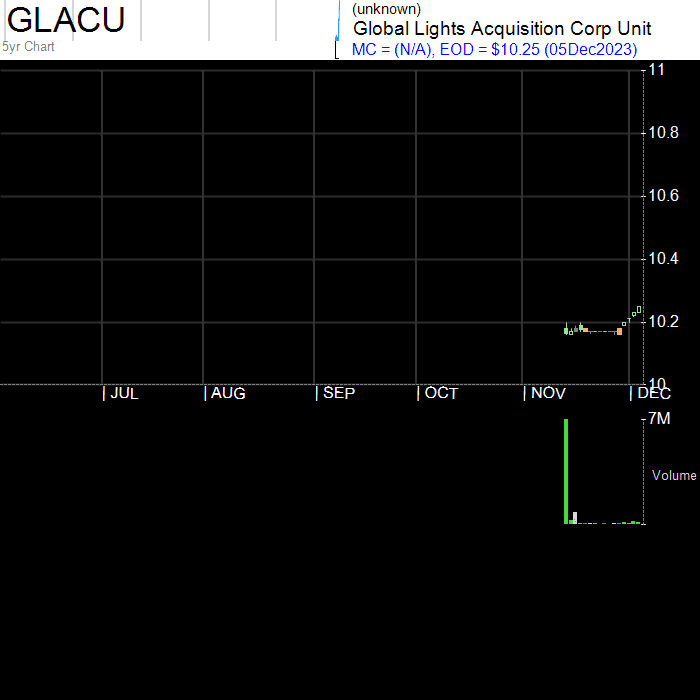 GLACU
(unknown)
Global Lights Acquisition Corp Unit
5yr Chart
MC = (N/A), EOD = $10.25 (05Dec2023)
11
10.8
10.6
10.4
10.2
10
| JUL | AUG | SEP | OCT | NOV | DEC
7M
Volume